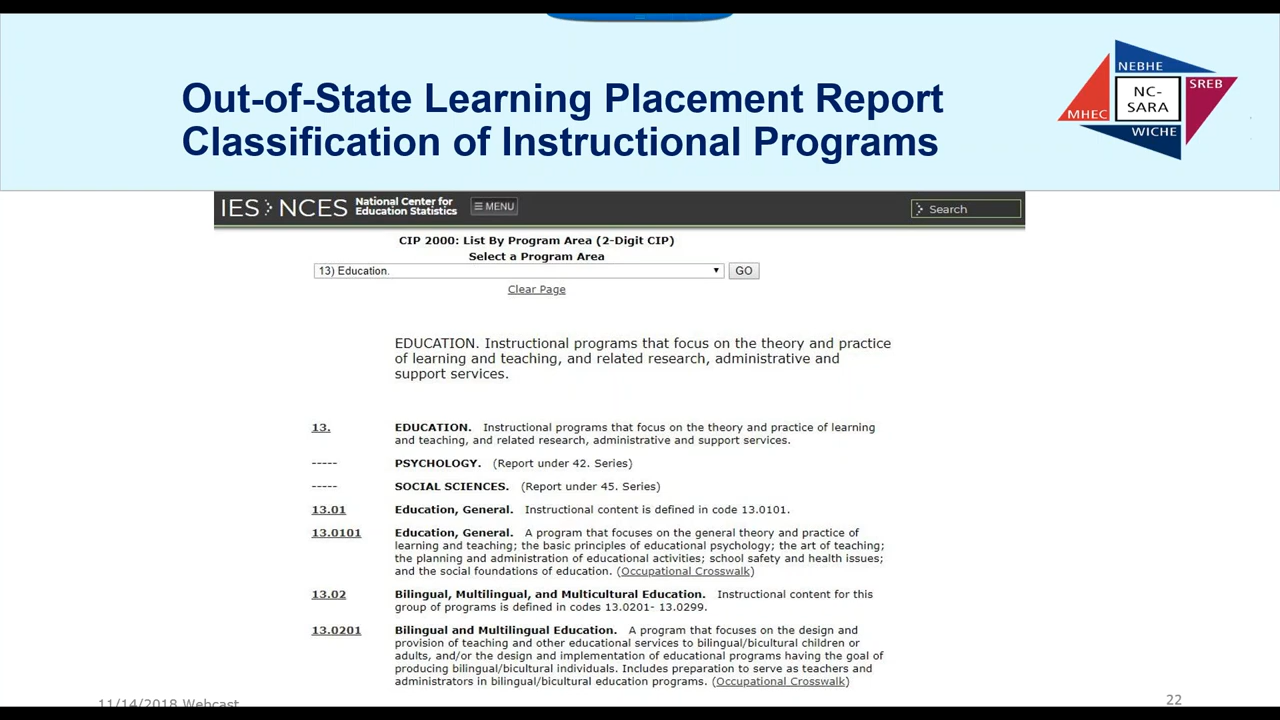 Out-of-State Learning Placement Report
Classification of Instructional Programs
NEBHE
NC-
SARA
SREB
MHEC
WICHE
IES NCES National Center for
Education Statistics
☰ MENU
Search
CIP 2000: List By Program Area (2-Digit CIP)
Select a Program Area
13) Education.
GO
Clear Page
EDUCATION. Instructional programs that focus on the theory and practice
of learning and teaching, and related research, administrative and
support services.
13. EDUCATION. Instructional programs that focus on the theory and practice of learning
and teaching, and related research, administrative and support services.
----- PSYCHOLOGY. (Report under 42. Series)
----- SOCIAL SCIENCES. (Report under 45. Series)
13.01 Education, General. Instructional content is defined in code 13.0101.
13.0101 Education, General. A program that focuses on the general theory and practice of
learning and teaching; the basic principles of educational psychology; the art of teaching;
the planning and administration of educational activities; school safety and health issues;
and the social foundations of education. (Occupational Crosswalk)
13.02 Bilingual, Multilingual, and Multicultural Education. Instructional content for this
group of programs is defined in codes 13.0201- 13.0299.
13.0201 Bilingual and Multilingual Education. A program that focuses on the design and
provision of teaching and other educational services to bilingual/bicultural children or
adults, and/or the design and implementation of educational programs having the goal of
producing bilingual/bicultural individuals. Includes preparation to serve as teachers and
administrators in bilingual/bicultural education programs. (Occupational Crosswalk)
11/14/2018 Webcast
22